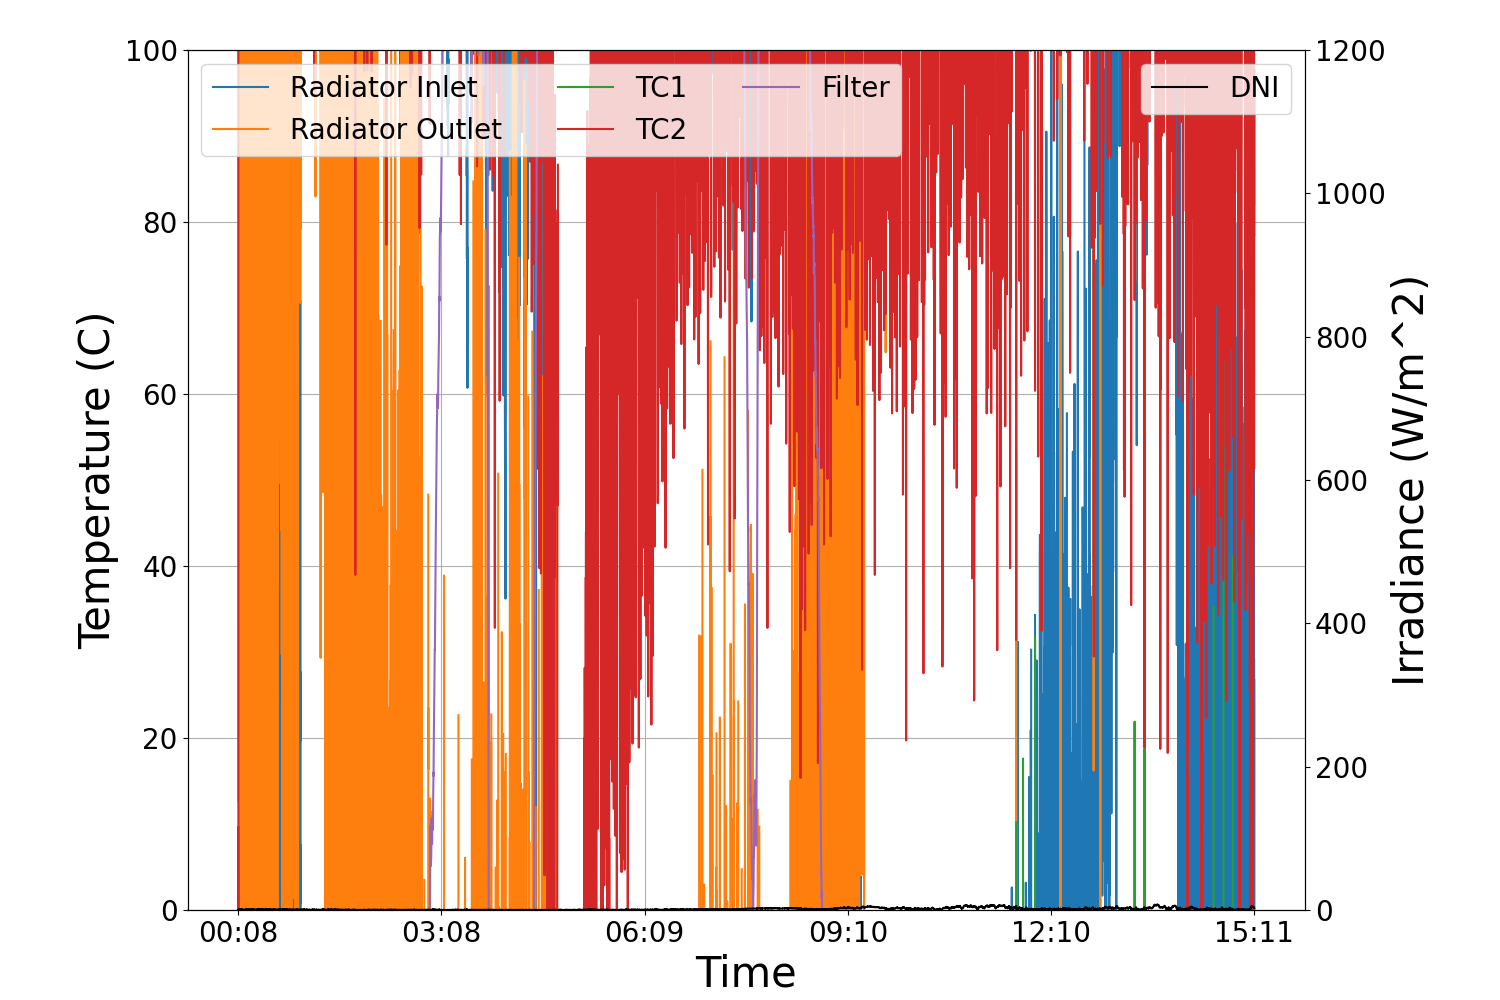 100
80
60
40
20
0
Temperature (C)
1200
1000
800
600
400
200
0
Irradiance (W/m^2)
Radiator Inlet
Radiator Outlet
TC1
TC2
Filter
DNI
00:08 03:08 06:09 09:10 12:10 15:11
Time